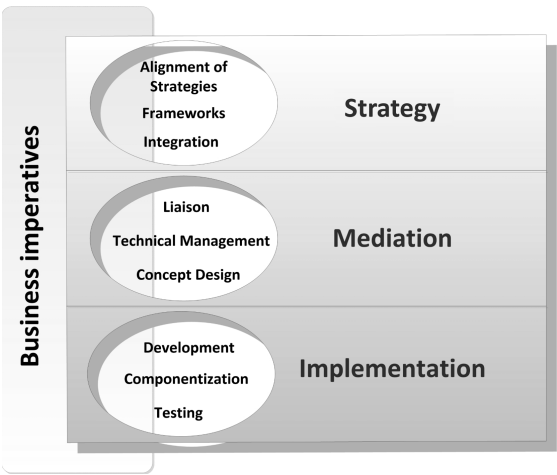 Business imperatives
Alignment of
Strategies
Frameworks
Integration
Strategy
Liaison
Technical Management
Concept Design
Mediation
Development
Componentization
Testing
Implementation